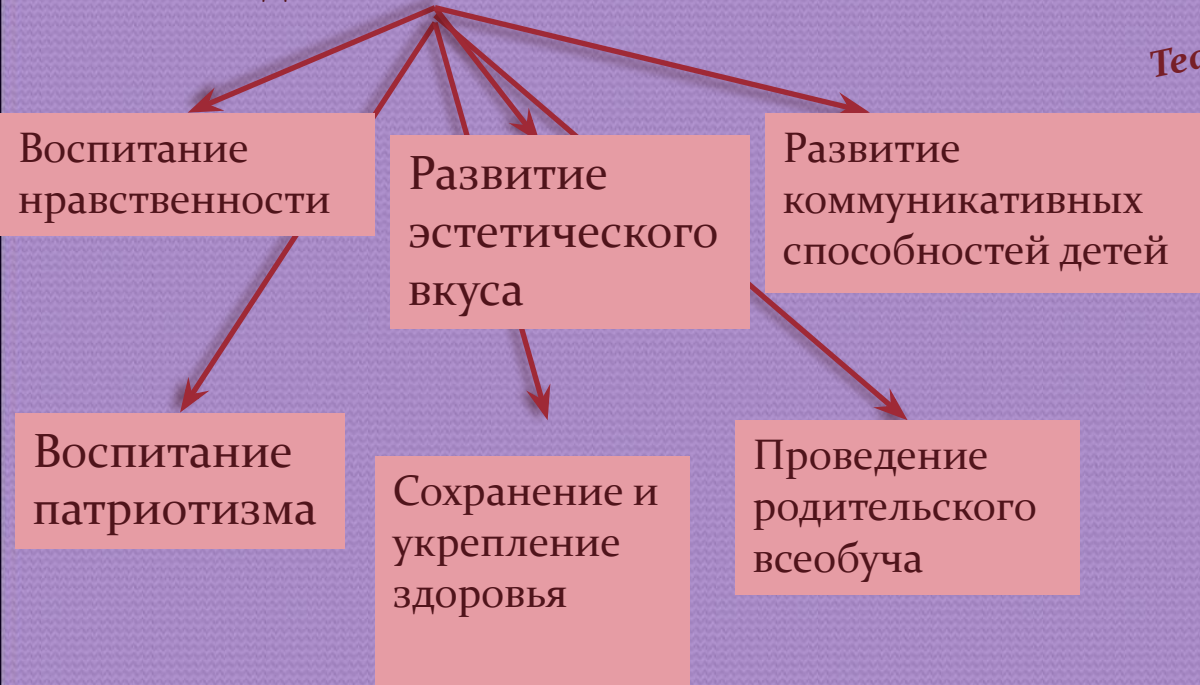 Воспитание
нравственности
Развитие
эстетического
вкуса
Развитие
коммуникативных
способностей детей
Воспитание
патриотизма
Сохранение и
укрепление
здоровья
Проведение
родительского
всеобуча